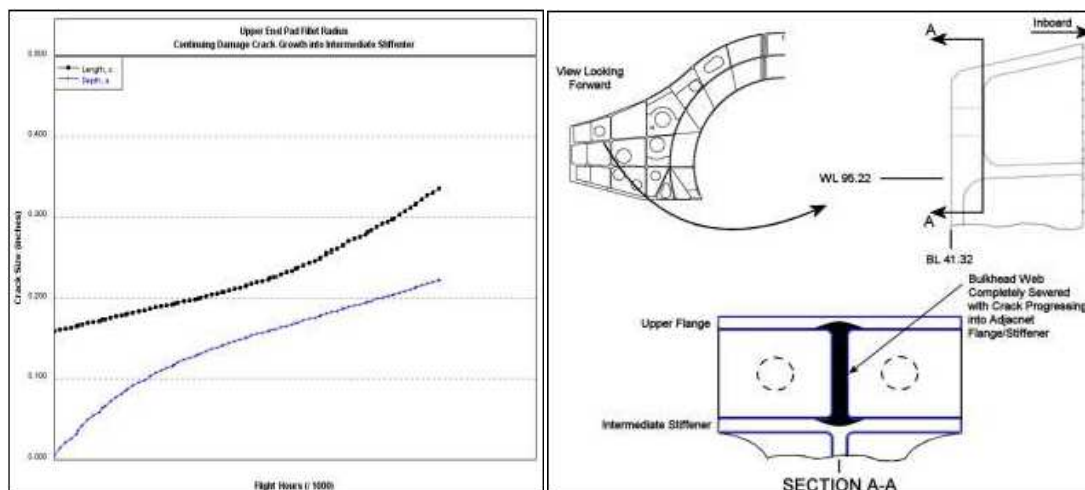 Upper End Pad Fillet Radius
Continuing Damage Crack Growth into Intermediate Stiffenter
0.500
Length, c
Depth, a
0.400
0.300
0.200
0.100
0.000
Crack Size (inches)
Flight Hours (/ 1000)
View Looking
Forward
A
Inboard
WL 95.22
A
BL 41.32
Bulkhead Web
Completely Severed
with Crack Progressing
into Adjacnet
Flange/Stiffener
Upper Flange
Intermediate Stiffener
SECTION A-A